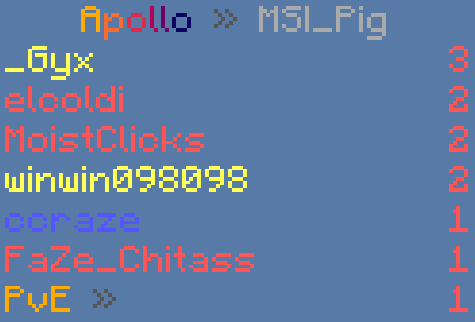 Apollo » MSI_Pig
_Gyx 3
elcoldi 2
MoistClicks 2
winwin098098 2
ccraze 1
FaZe_Chitass 1
PvE » 1